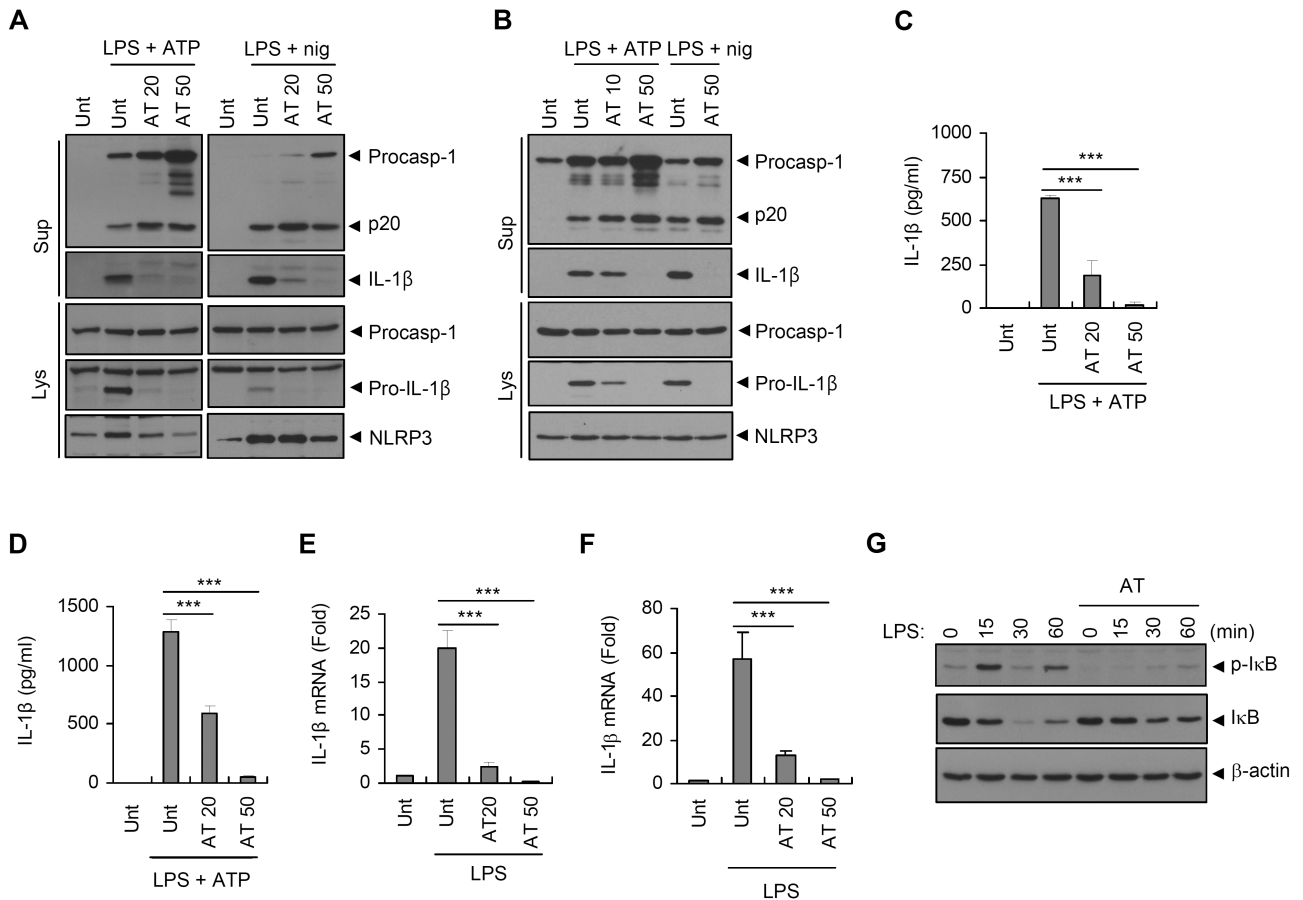 A
LPS + ATP
LPS + nig
Unt
Unt
AT 20
AT 50
Unt
Unt
AT 20
AT 50
Sup
Procasp-1
p20
IL-1β
Lys
Procasp-1
Pro-IL-1β
NLRP3
B
LPS + ATP
LPS + nig
Unt
Unt
AT 10
AT 50
Unt
AT 50
Sup
Procasp-1
p20
IL-1β
Lys
Procasp-1
Pro-IL-1β
NLRP3
C
IL-1β (pg/ml)
1000
750
500
250
0
***
***
Unt
Unt
AT 20
AT 50
LPS + ATP
D
IL-1β (pg/ml)
1500
1000
500
0
***
***
Unt
Unt
AT 20
AT 50
LPS + ATP
E
IL-1β mRNA (Fold)
25
20
15
10
5
0
***
***
Unt
Unt
AT20
AT 50
LPS
F
IL-1β mRNA (Fold)
80
60
40
20
0
***
***
Unt
Unt
AT 20
AT 50
LPS
G
AT
LPS: 0 15 30 60 0 15 30 60 (min)
p-IκB
IκB
β-actin